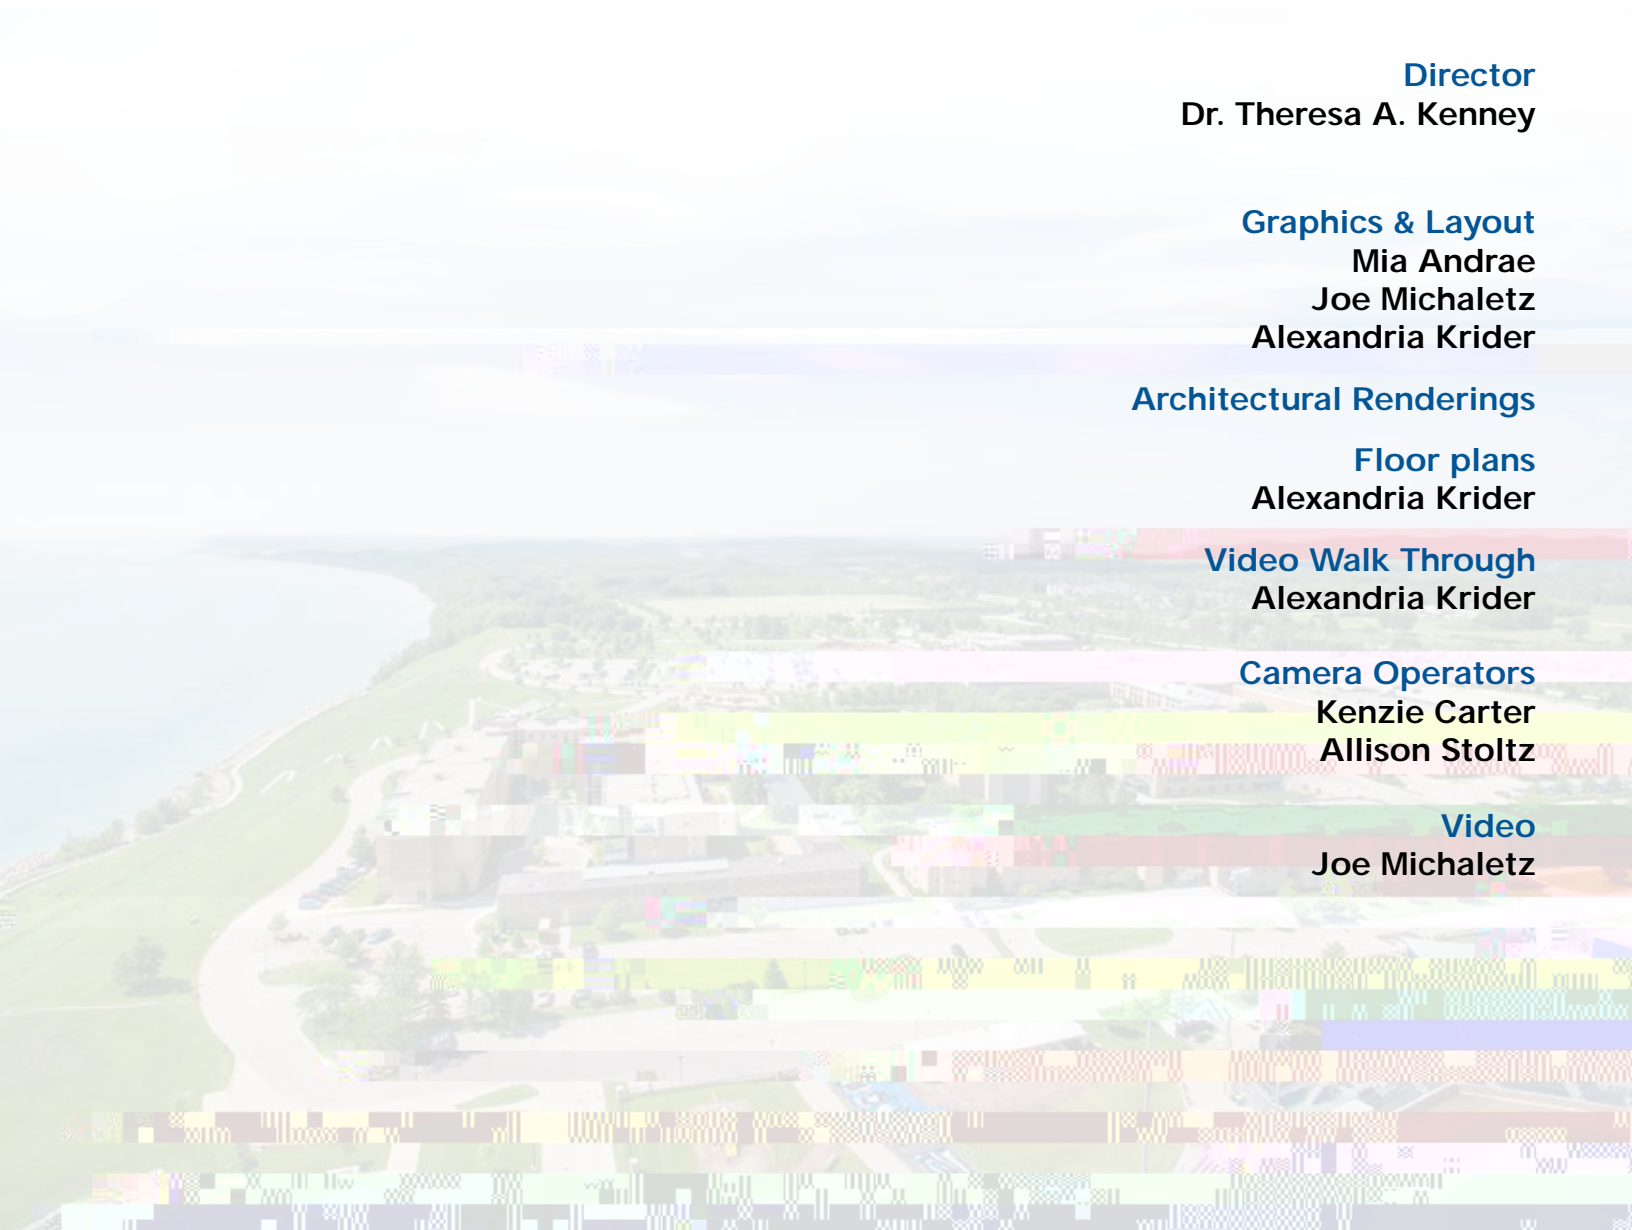 Director
Dr. Theresa A. Kenney
Graphics & Layout
Mia Andrae
Joe Michaletz
Alexandria Krider
Architectural Renderings
Floor plans
Alexandria Krider
Video Walk Through
Alexandria Krider
Camera Operators
Kenzie Carter
Allison Stoltz
Video
Joe Michaletz